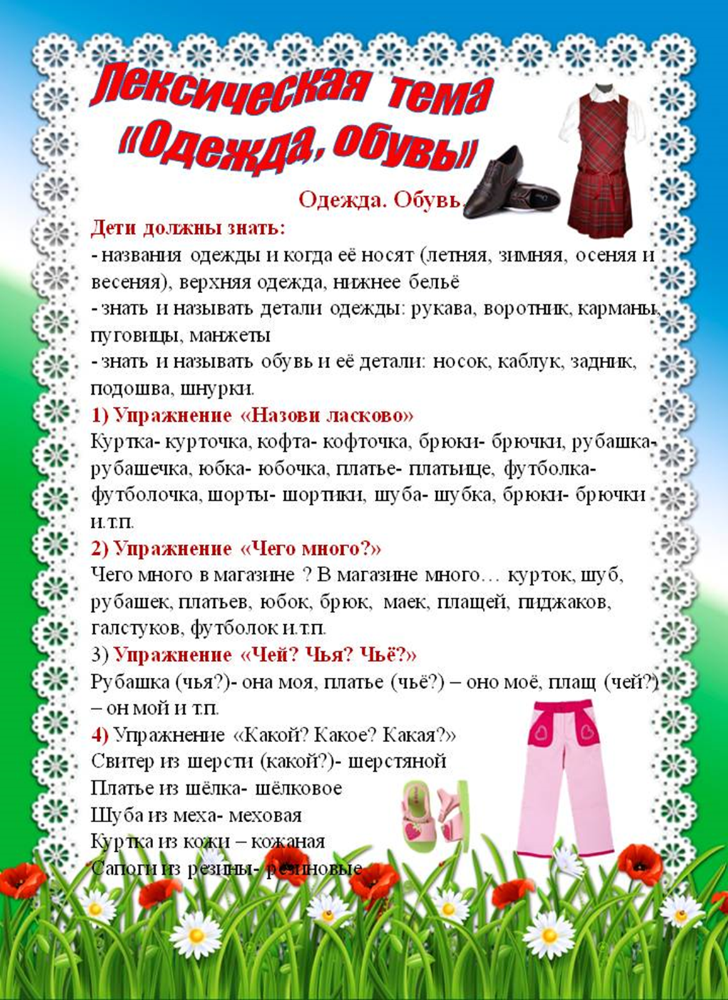 Лексическая тема
«Одежда, обувь»
Одежда. Обувь.
Дети должны знать:
- названия одежды и когда её носят (летняя, зимняя, осеняя и
весеняя), верхняя одежда, нижнее бельё
- знать и называть детали одежды: рукава, воротник, карманы,
пуговицы, манжеты
- знать и называть обувь и её детали: носок, каблук, задник,
подошва, шнурки.
1) Упражнение «Назови ласково»
Куртка- курточка, кофта- кофточка, брюки- брючки, рубашка-
рубашечка, юбка- юбочка, платье- платьице, футболка-
футболочка, шорты- шортики, шуба- шубка, брюки- брючки
и.т.п.
2) Упражнение «Чего много?»
Чего много в магазине ? В магазине много… курток, шуб,
рубашек, платьев, юбок, брюк, маек, плащей, пиджаков,
галстуков, футболок и.т.п.
3) Упражнение «Чей? Чья? Чьё?»
Рубашка (чья?)- она моя, платье (чьё?) – оно моё, плащ (чей?)
– он мой и т.п.
4) Упражнение «Какой? Какое? Какая?»
Свитер из шерсти (какой?)- шерстяной
Платье из шёлка- шёлковое
Шуба из меха- меховая
Куртка из кожи – кожаная
Сапоги из резины- резиновые